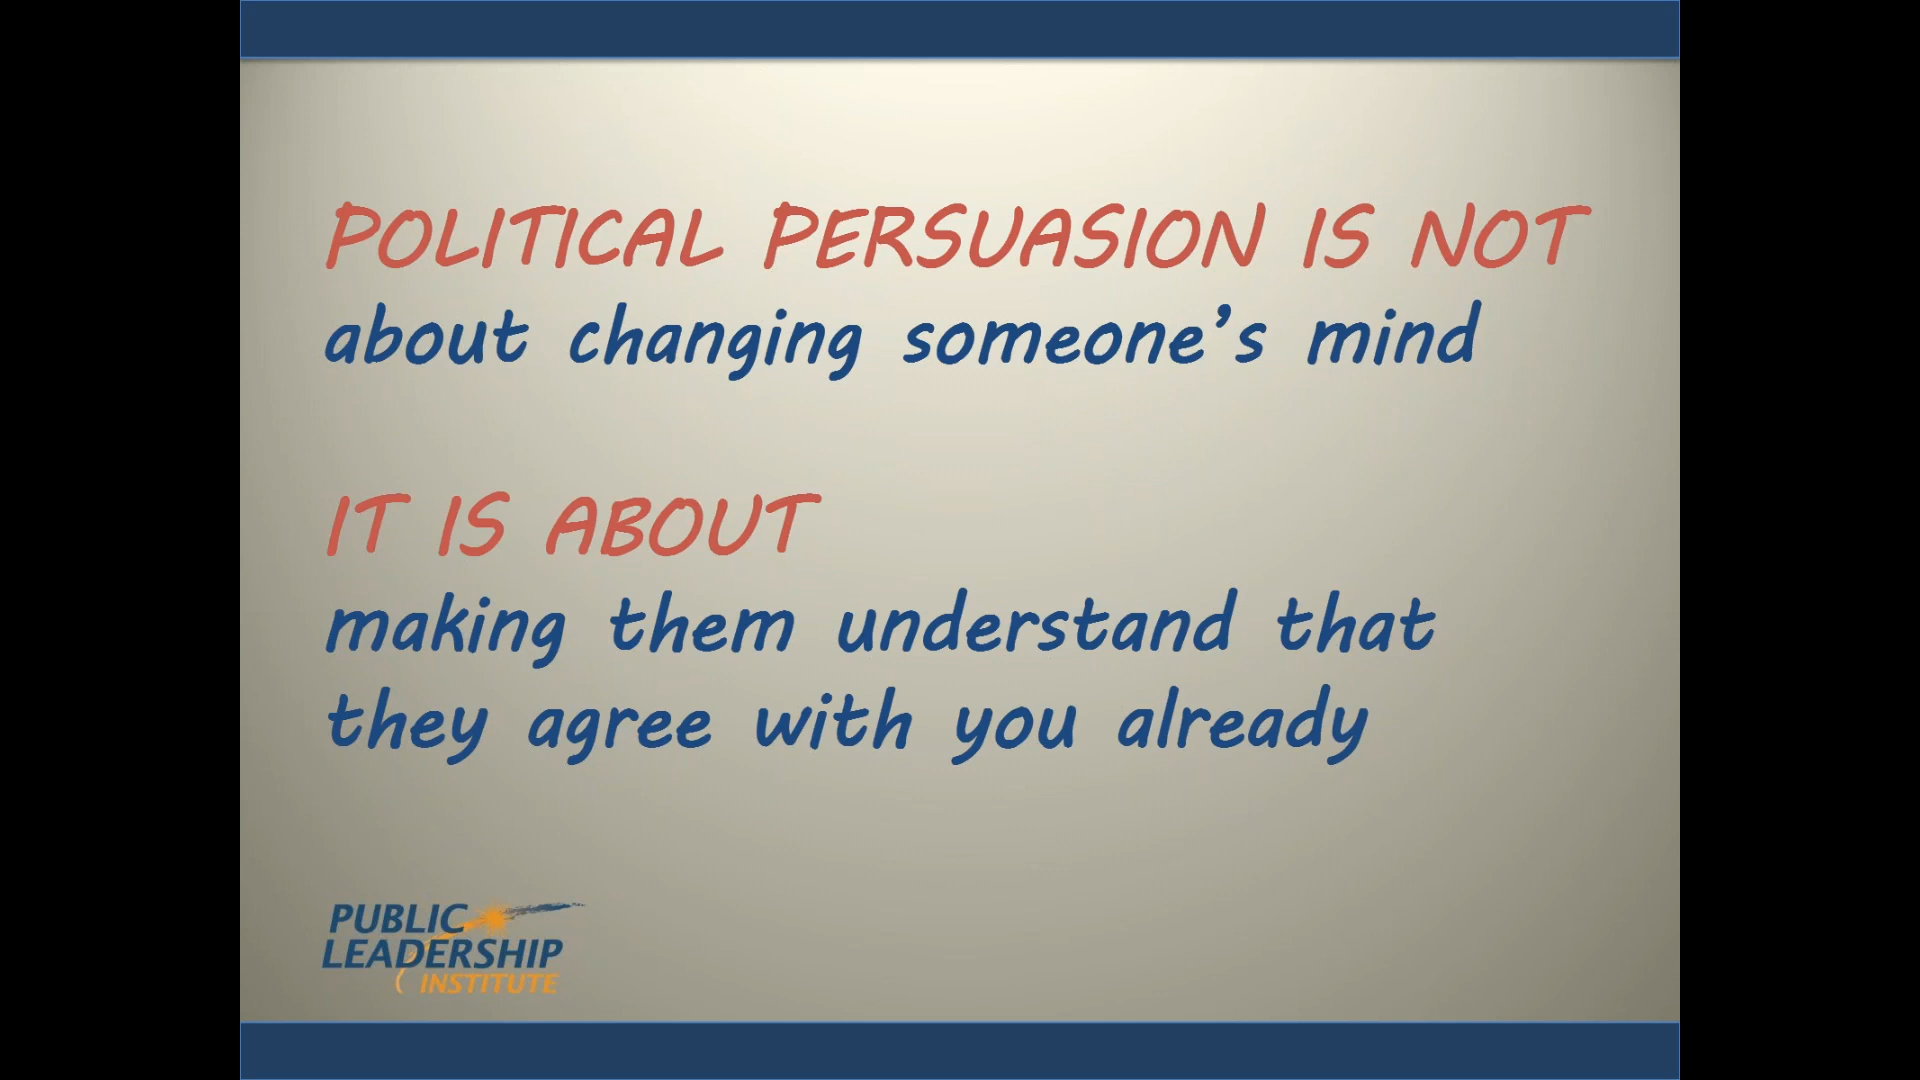 POLITICAL PERSUASION IS NOT
about changing someone’s mind
IT IS ABOUT
making them understand that
they agree with you already
PUBLIC
LEADERSHIP
INSTITUTE